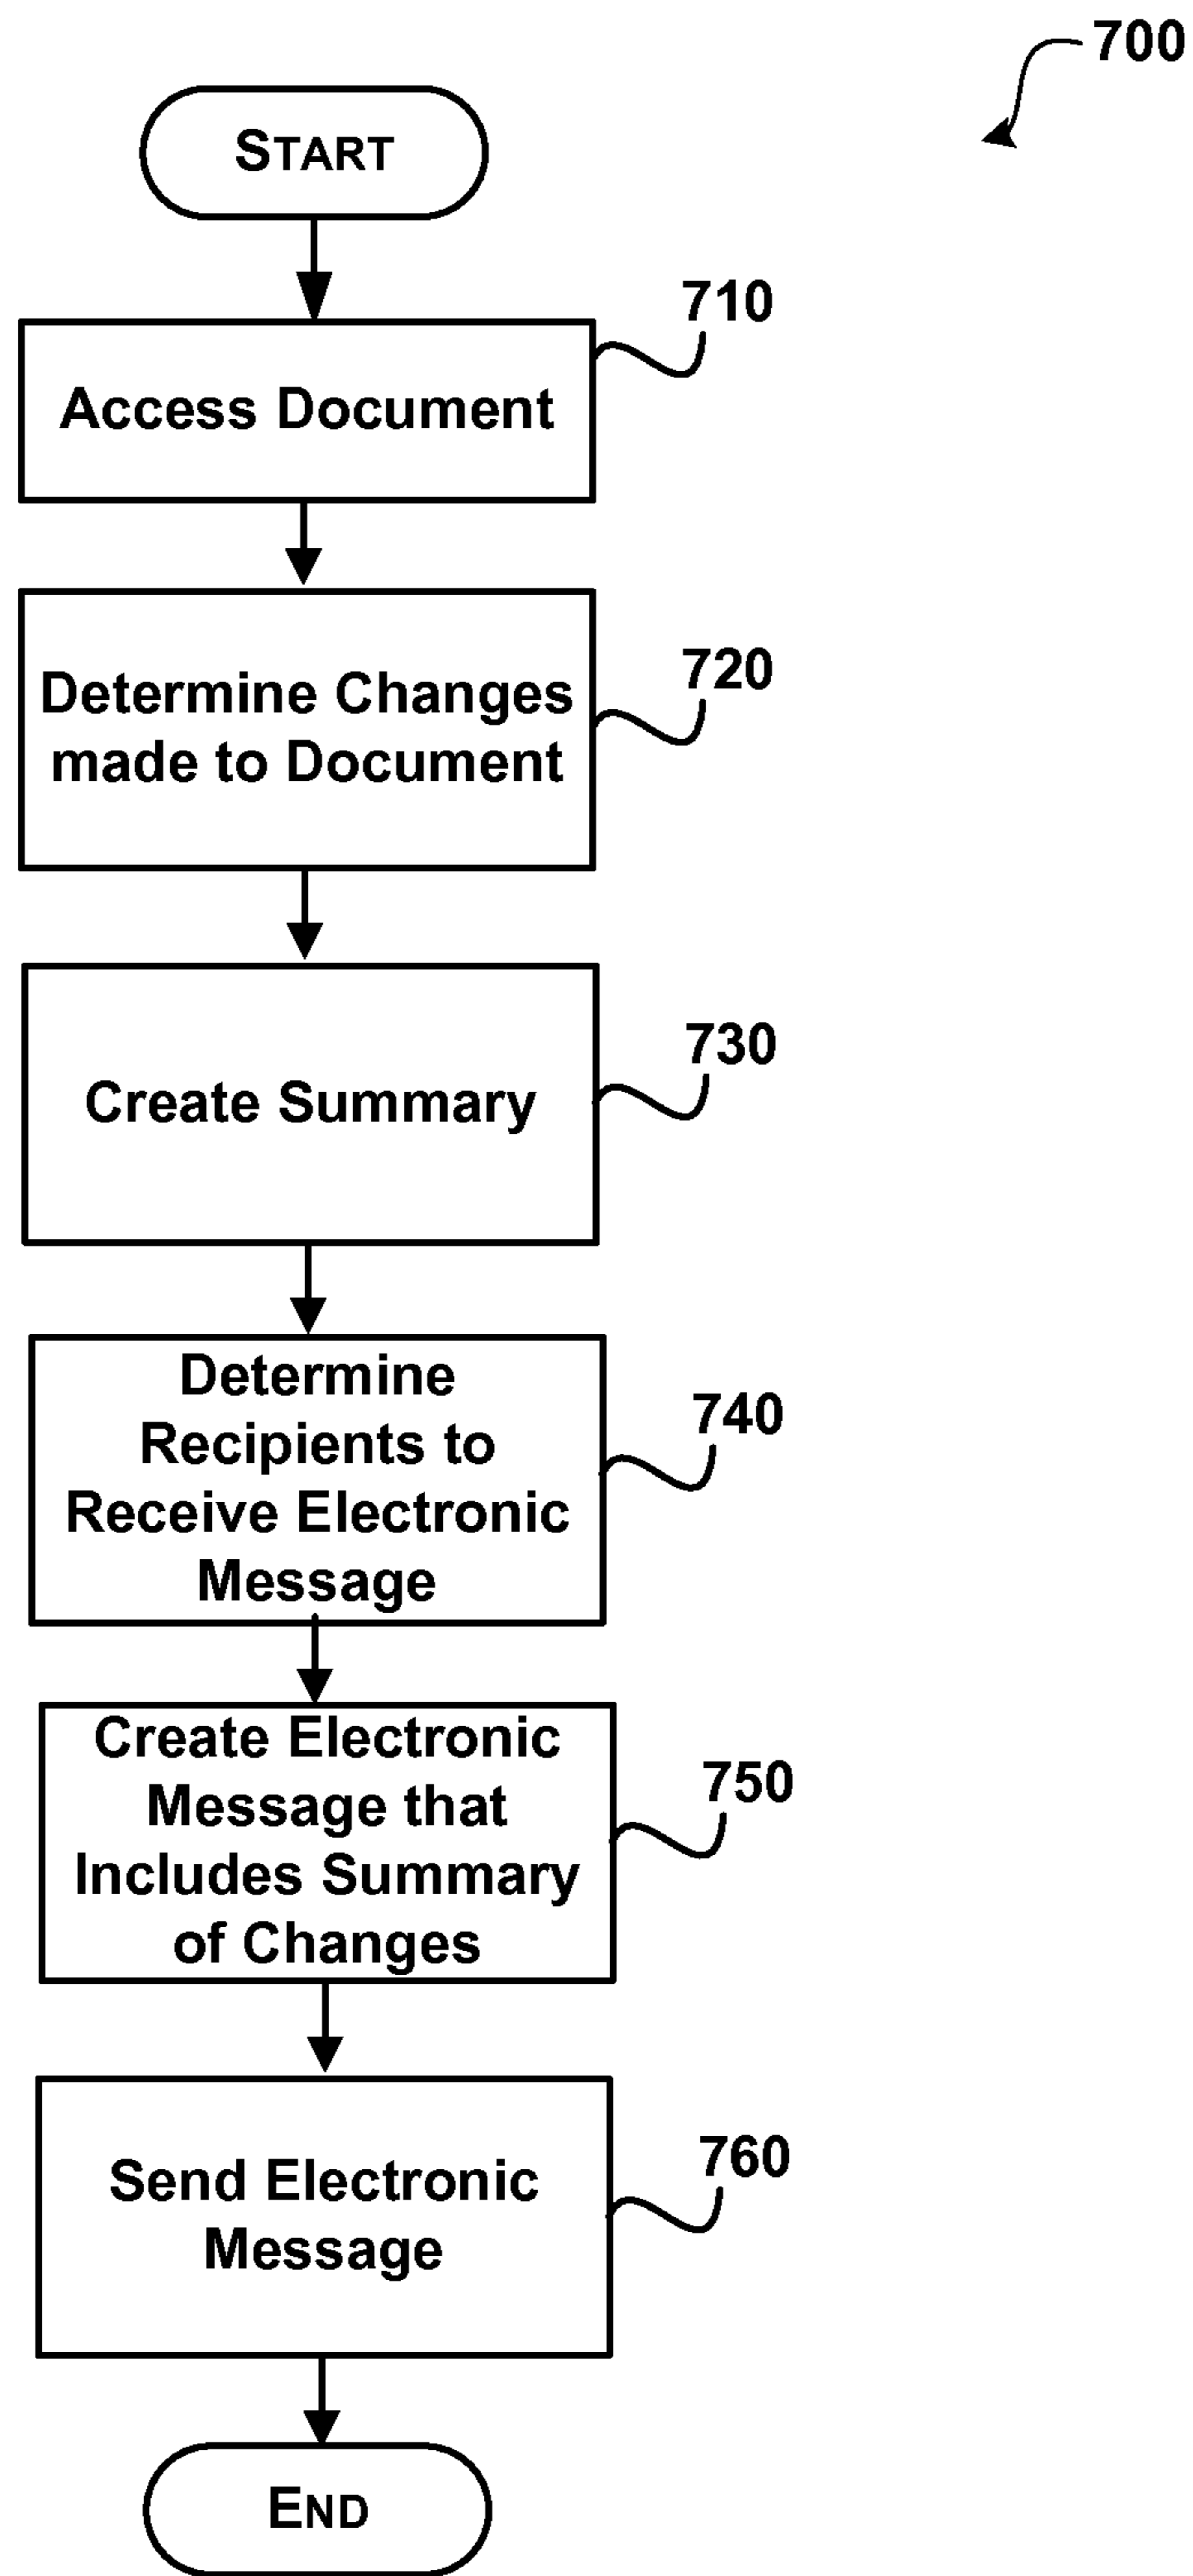 700
START
710
Access Document
720
Determine Changes
made to Document
730
Create Summary
740
Determine
Recipients to
Receive Electronic
Message
750
Create Electronic
Message that
Includes Summary
of Changes
760
Send Electronic
Message
END